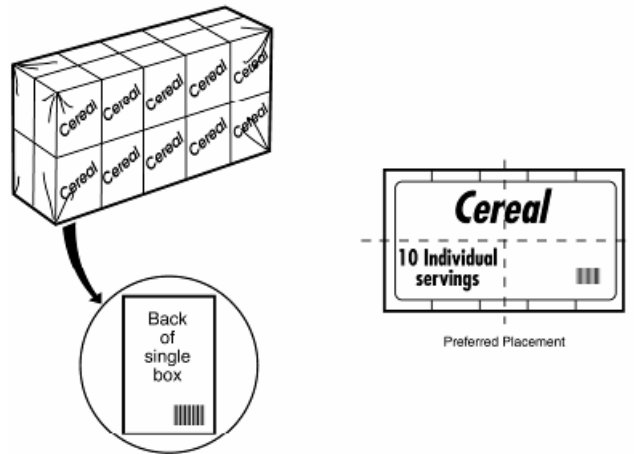 Cereal Cereal Cereal Cereal Cereal
Cereal Cereal Cereal Cereal Cereal
Back
of
single
box
Cereal
10 Individual
servings
Preferred Placement